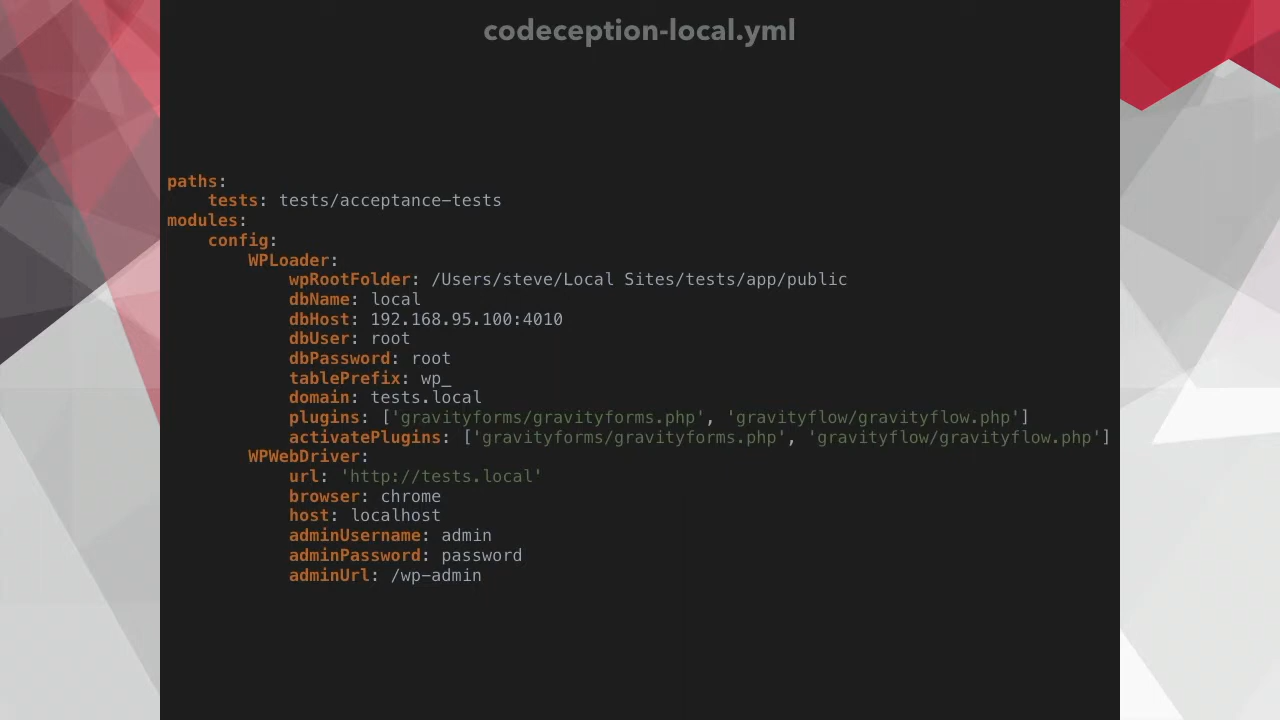 codeception-local.yml
paths:
    tests: tests/acceptance-tests
modules:
    config:
        WPLoader:
            wpRootFolder: /Users/steve/Local Sites/tests/app/public
            dbName: local
            dbHost: 192.168.95.100:4010
            dbUser: root
            dbPassword: root
            tablePrefix: wp_
            domain: tests.local
            plugins: ['gravityforms/gravityforms.php', 'gravityflow/gravityflow.php']
            activatePlugins: ['gravityforms/gravityforms.php', 'gravityflow/gravityflow.php']
        WPWebDriver:
            url: 'http://tests.local'
            browser: chrome
            host: localhost
            adminUsername: admin
            adminPassword: password
            adminUrl: /wp-admin